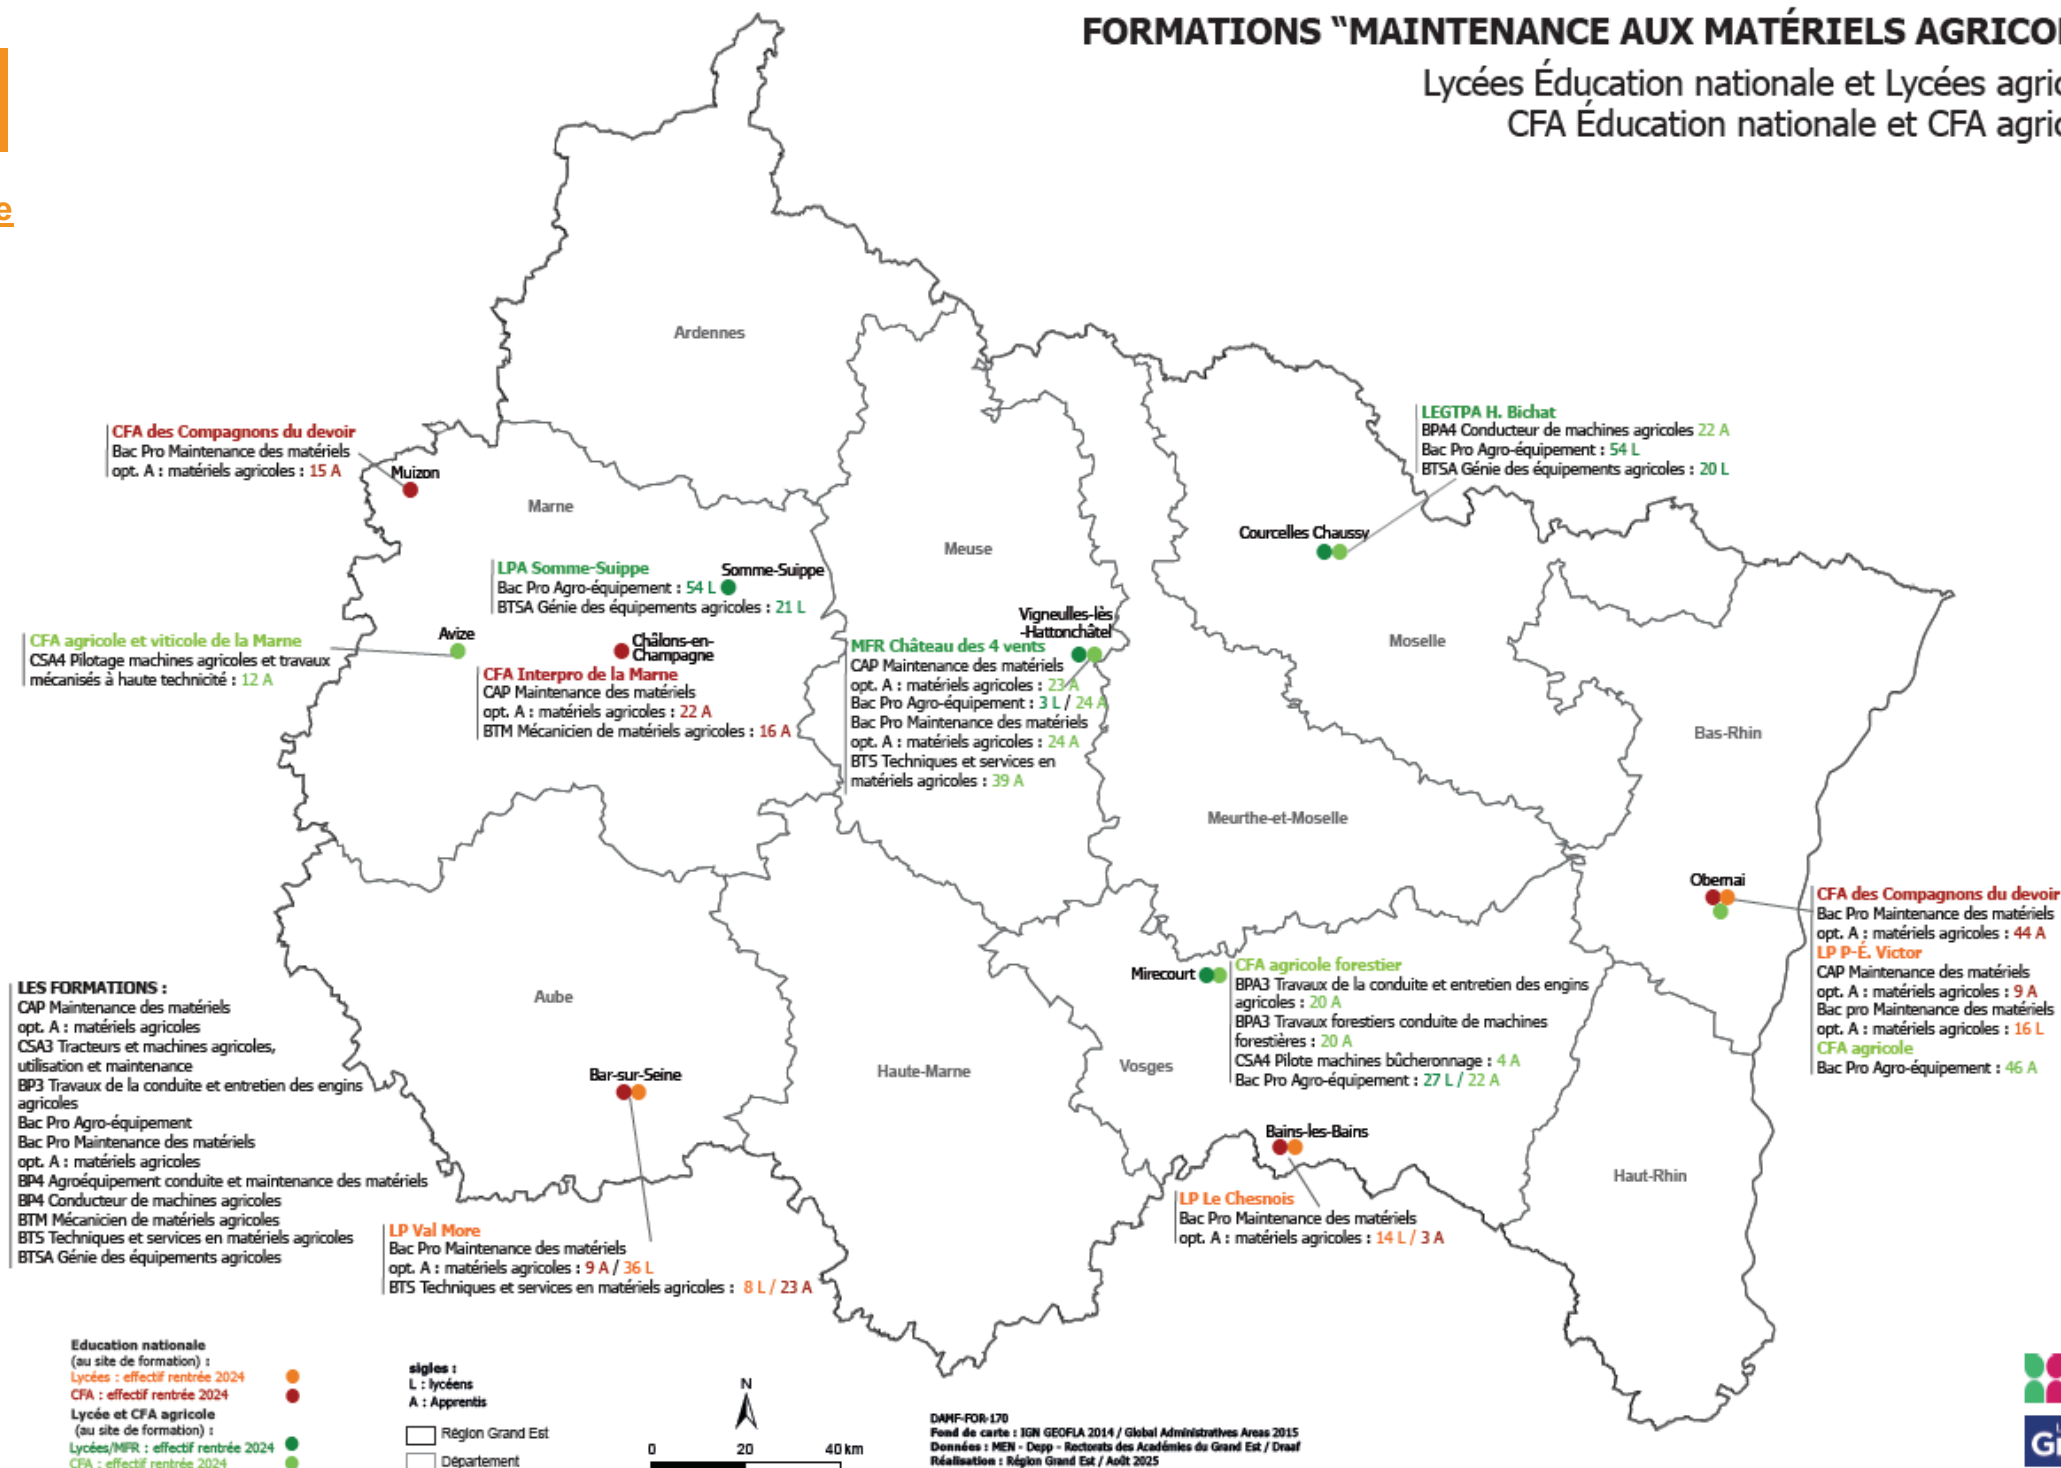 FORMATIONS “MAINTENANCE AUX MATÉRIELS
Lycées Éducation nationale et Lycées
CFA Éducation nationale et CFA
Ardennes
CFA des Compagnons du devoir
Bac Pro Maintenance des matériels
opt. A : matériels agricoles : 15 A
Muizon
Marne
LEGTPA H. Bichat
BPA4 Conducteur de machines agricoles 22 A
Bac Pro Agro-équipement : 54 L
BTSA Génie des équipements agricoles : 20 L
Courcelles Chaussy
Meuse
LPA Somme-Suippe
Somme-Suippe
Bac Pro Agro-équipement : 54 L
BTSA Génie des équipements agricoles : 21 L
CFA agricole et viticole de la Marne
CSA4 Pilotage machines agricoles et travaux
mécanisés à haute technicité : 12 A
Avize
Châlons-en-
Champagne
CFA Interpro de la Marne
CAP Maintenance des matériels
opt. A : matériels agricoles : 22 A
BTM Mécanicien de matériels agricoles : 16 A
Vigneulles-lès
-Hattonchâtel
MFR Château des 4 vents
CAP Maintenance des matériels
opt. A : matériels agricoles : 23 A
Bac Pro Agro-équipement : 3 L / 24 A
Bac Pro Maintenance des matériels
opt. A : matériels agricoles : 24 A
BTS Techniques et services en
matériels agricoles : 39 A
Moselle
Bas-Rhin
Meurthe-et-Moselle
Obernai
CFA des Compagnons du devoir
Bac Pro Maintenance des matériels
opt. A : matériels agricoles : 44 A
LP P-É. Victor
CAP Maintenance des matériels
opt. A : matériels agricoles : 9 A
Bac pro Maintenance des matériels
opt. A : matériels agricoles : 16 L
CFA agricole
Bac Pro Agro-équipement : 46 A
Mirecourt
CFA agricole forestier
BPA3 Travaux de la conduite et entretien des engins
agricoles : 20 A
BPA3 Travaux forestiers conduite de machines
forestières : 20 A
CSA4 Pilote machines bûcheronnage : 4 A
Bac Pro Agro-équipement : 27 L / 22 A
Vosges
Aube
Haute-Marne
Haut-Rhin
LES FORMATIONS :
CAP Maintenance des matériels
opt. A : matériels agricoles
CSA3 Tracteurs et machines agricoles,
utilisation et maintenance
BP3 Travaux de la conduite et entretien des engins
agricoles
Bac Pro Agro-équipement
Bac Pro Maintenance des matériels
opt. A : matériels agricoles
BP4 Agroéquipement conduite et maintenance des matériels
BP4 Conducteur de machines agricoles
BTM Mécanicien de matériels agricoles
BTS Techniques et services en matériels agricoles
BTSA Génie des équipements agricoles
Bar-sur-Seine
LP Val More
Bac Pro Maintenance des matériels
opt. A : matériels agricoles : 9 A / 36 L
BTS Techniques et services en matériels agricoles : 8 L / 23 A
Bains-les-Bains
LP Le Chesnois
Bac Pro Maintenance des matériels
opt. A : matériels agricoles : 14 L / 3 A
Education nationale
(au site de formation) :
Lycées : effectif rentrée 2024
CFA : effectif rentrée 2024
Lycée et CFA agricole
(au site de formation) :
Lycées/MFR : effectif rentrée 2024
CFA : effectif rentrée 2024
sigles :
L : lycéens
A : Apprentis
Région Grand Est
Département
N
0 20 40 km
DAMF-FOR-170
Fond de carte : IGN GEOFLA 2014 / Global Administratives Areas 2015
Données : MEN - Depp - Rectorats des Académies du Grand Est / Draaf
Réalisation : Région Grand Est / Août 2025